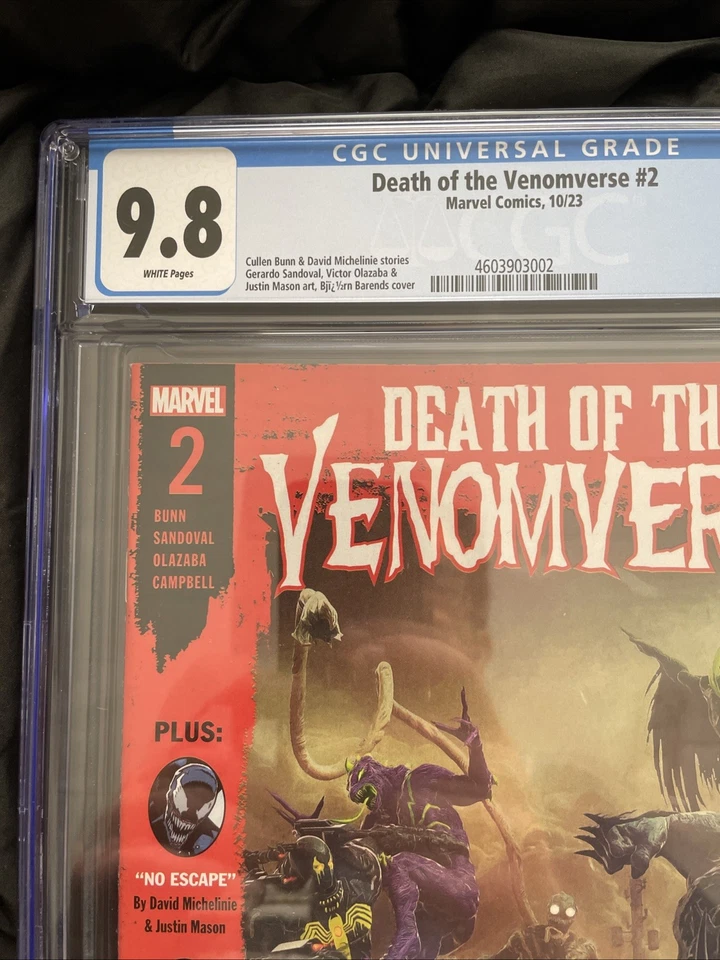 CGC UNIVERSAL GRADE
9.8
WHITE Pages
Death of the Venomverse #2
Marvel Comics, 10/23
Cullen Bunn & David Michelinie stories
Gerardo Sandoval, Victor Olazaba &
Justin Mason art, Bjï¿½rn Barends cover
CGC
4603903002
MARVEL
2
BUNN
SANDOVAL
OLAZABA
CAMPBELL
DEATH OF TH
VENOMVER
PLUS:
"NO ESCAPE"
By David Michelinie
& Justin Mason